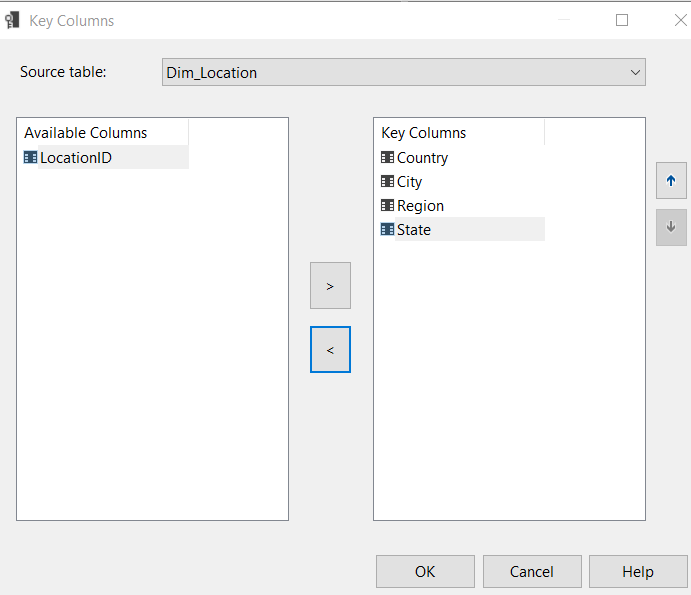 Key Columns
Source table:
Dim_Location
Available Columns
LocationID
Key Columns
Country
City
Region
State
>
<
OK
Cancel
Help